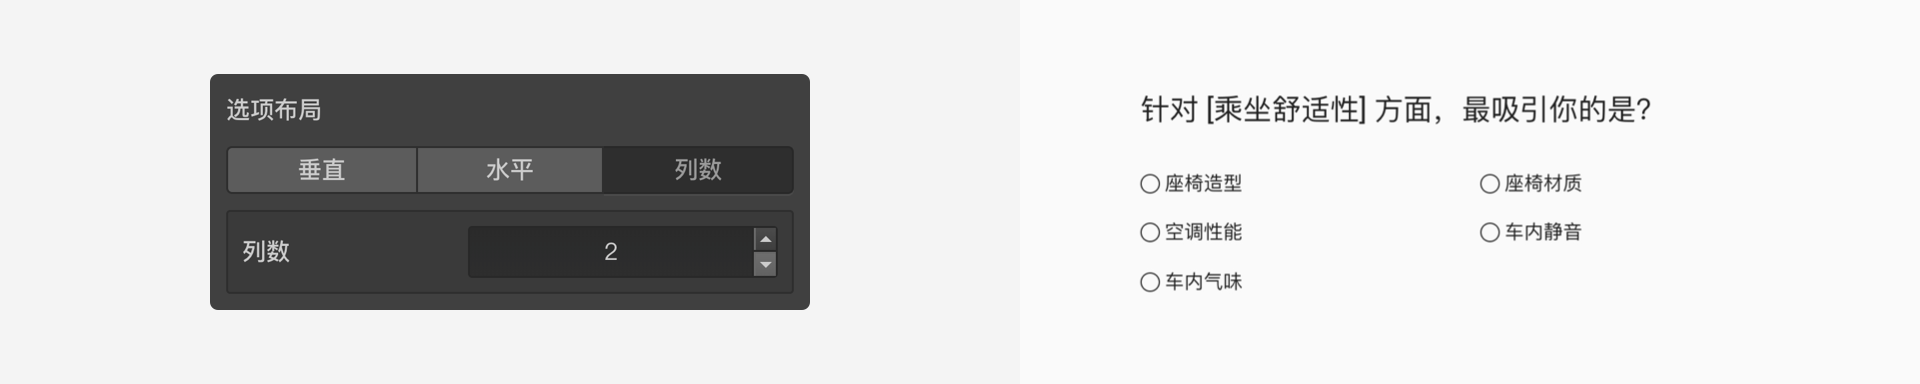 选项布局
垂直 水平 列数
列数 2
针对 [乘坐舒适性] 方面，最吸引你的是？
座椅造型 座椅材质
空调性能 车内静音
车内气味